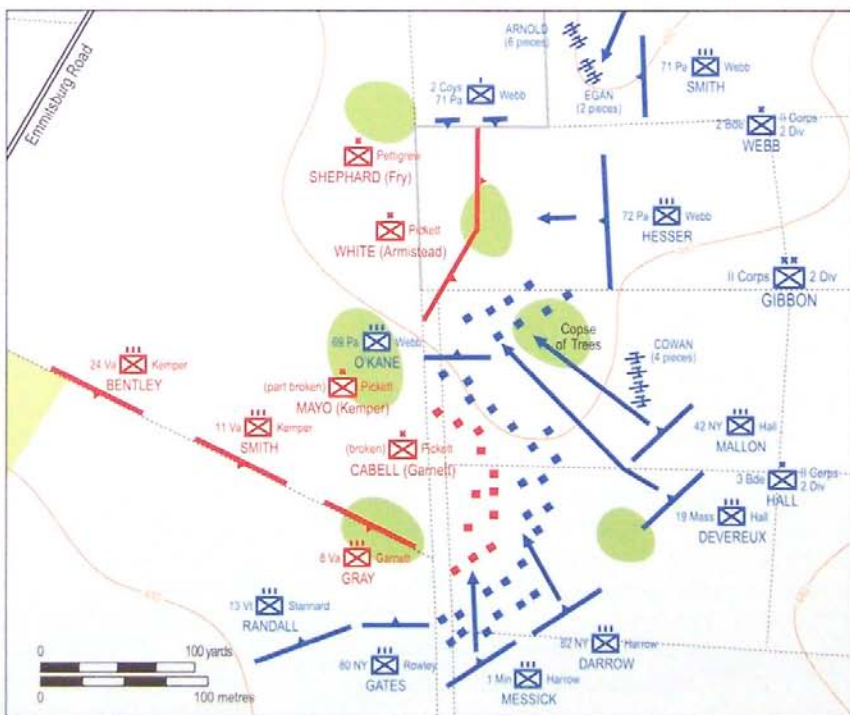 Emmitsburg Road
ARNOLD
(6 pieces)
EGAN
(2 pieces)
71 Pa Webb
SMITH
2 Coys
71 Pa Webb
2 Bde II Corps
2 Div
WEBB
Pettigrew
SHEPHARD (Fry)
Pickett
WHITE (Armistead)
72 Pa Webb
HESSER
II Corps 2 Div
GIBBON
69 Pa Webb
O'KANE
Copse
of Trees
COWAN
(4 pieces)
24 Va Kemper
BENTLEY
(part broken) Pickett
MAYO (Kemper)
11 Va Kemper
SMITH
(broken) Pickett
CABELL (Garnett)
42 NY Hall
MALLON
3 Bde II Corps
2 Div
HALL
19 Mass Hall
DEVEREUX
8 Va Garnett
GRAY
13 Vt Stannard
RANDALL
80 NY Rowley
GATES
82 NY Harrow
DARROW
1 Min Harrow
MESSICK
0 100 yards
0 100 metres